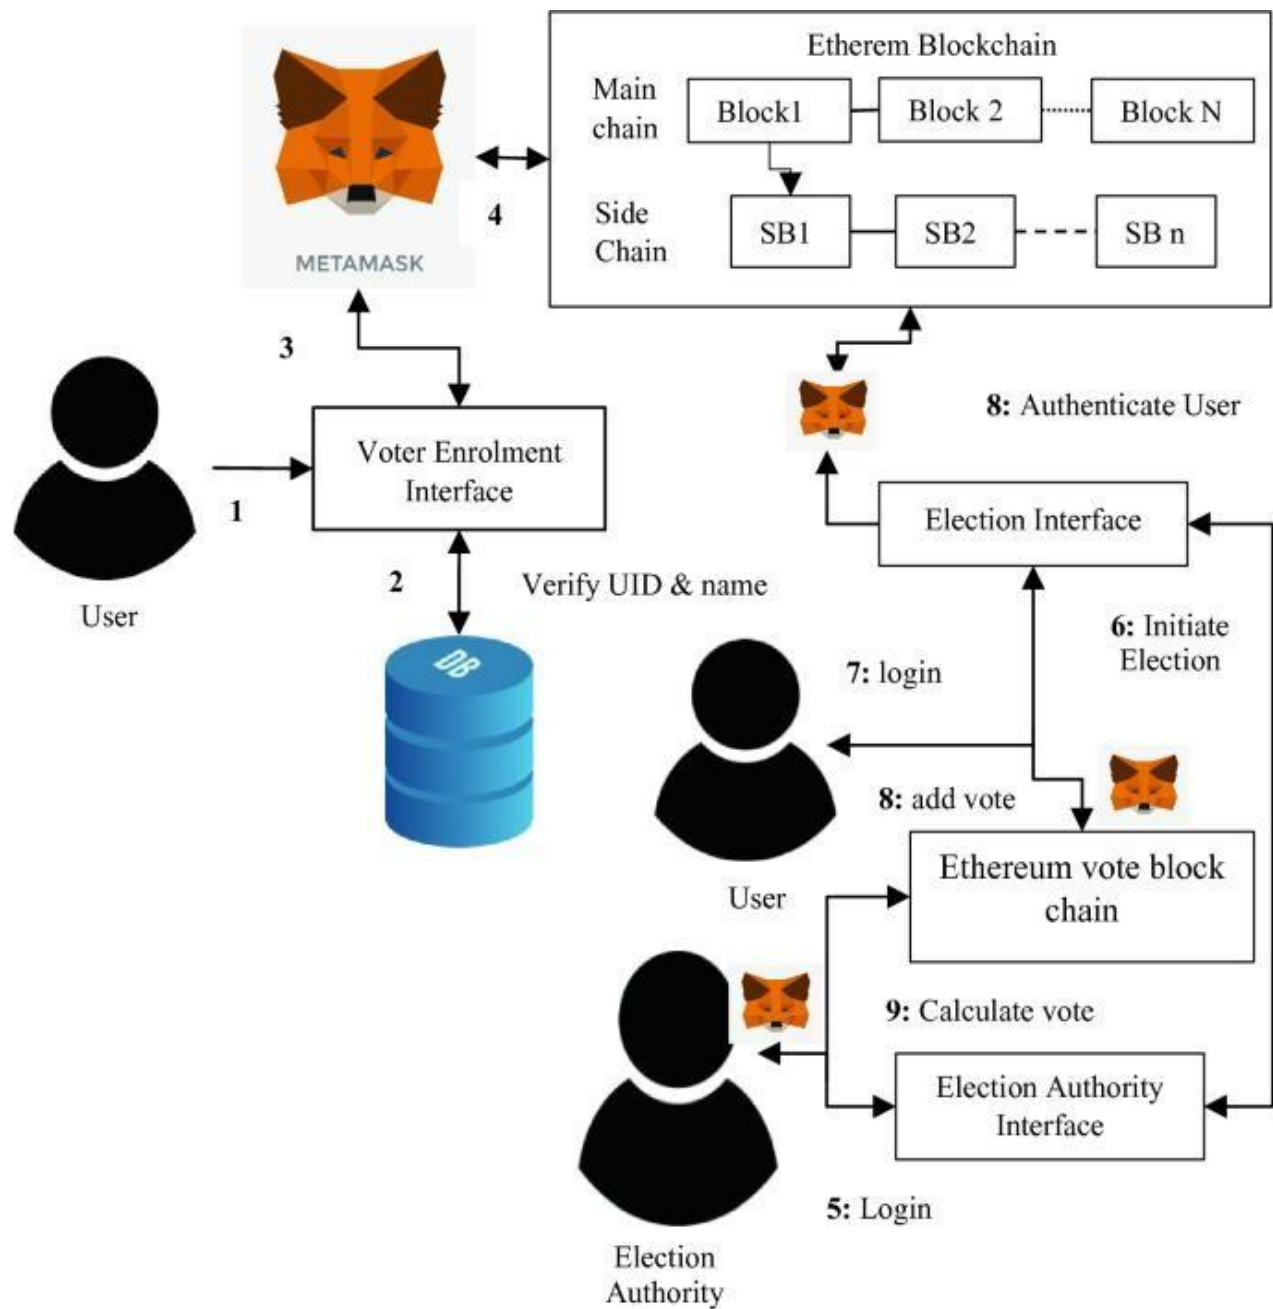 Etherem Blockchain
Main
chain
Block1
Block 2
Block N
Side
Chain
SB1
SB2
SB n
METAMASK
4
3
1
Voter Enrolment
Interface
User
2
Verify UID & name
DB
8: Authenticate User
Election Interface
6: Initiate
Election
7: login
8: add vote
User
Ethereum vote block
chain
9: Calculate vote
Election Authority
Interface
5: Login
Election
Authority